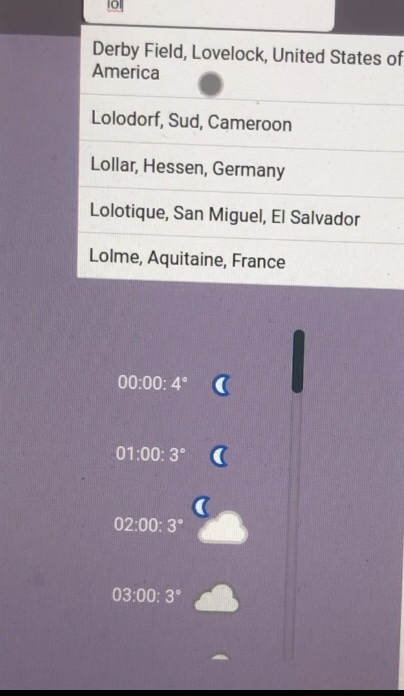 lol
Derby Field, Lovelock, United States of
America
Lolodorf, Sud, Cameroon
Lollar, Hessen, Germany
Lolotique, San Miguel, El Salvador
Lolme, Aquitaine, France
00:00: 4°
01:00: 3°
02:00: 3°
03:00: 3°